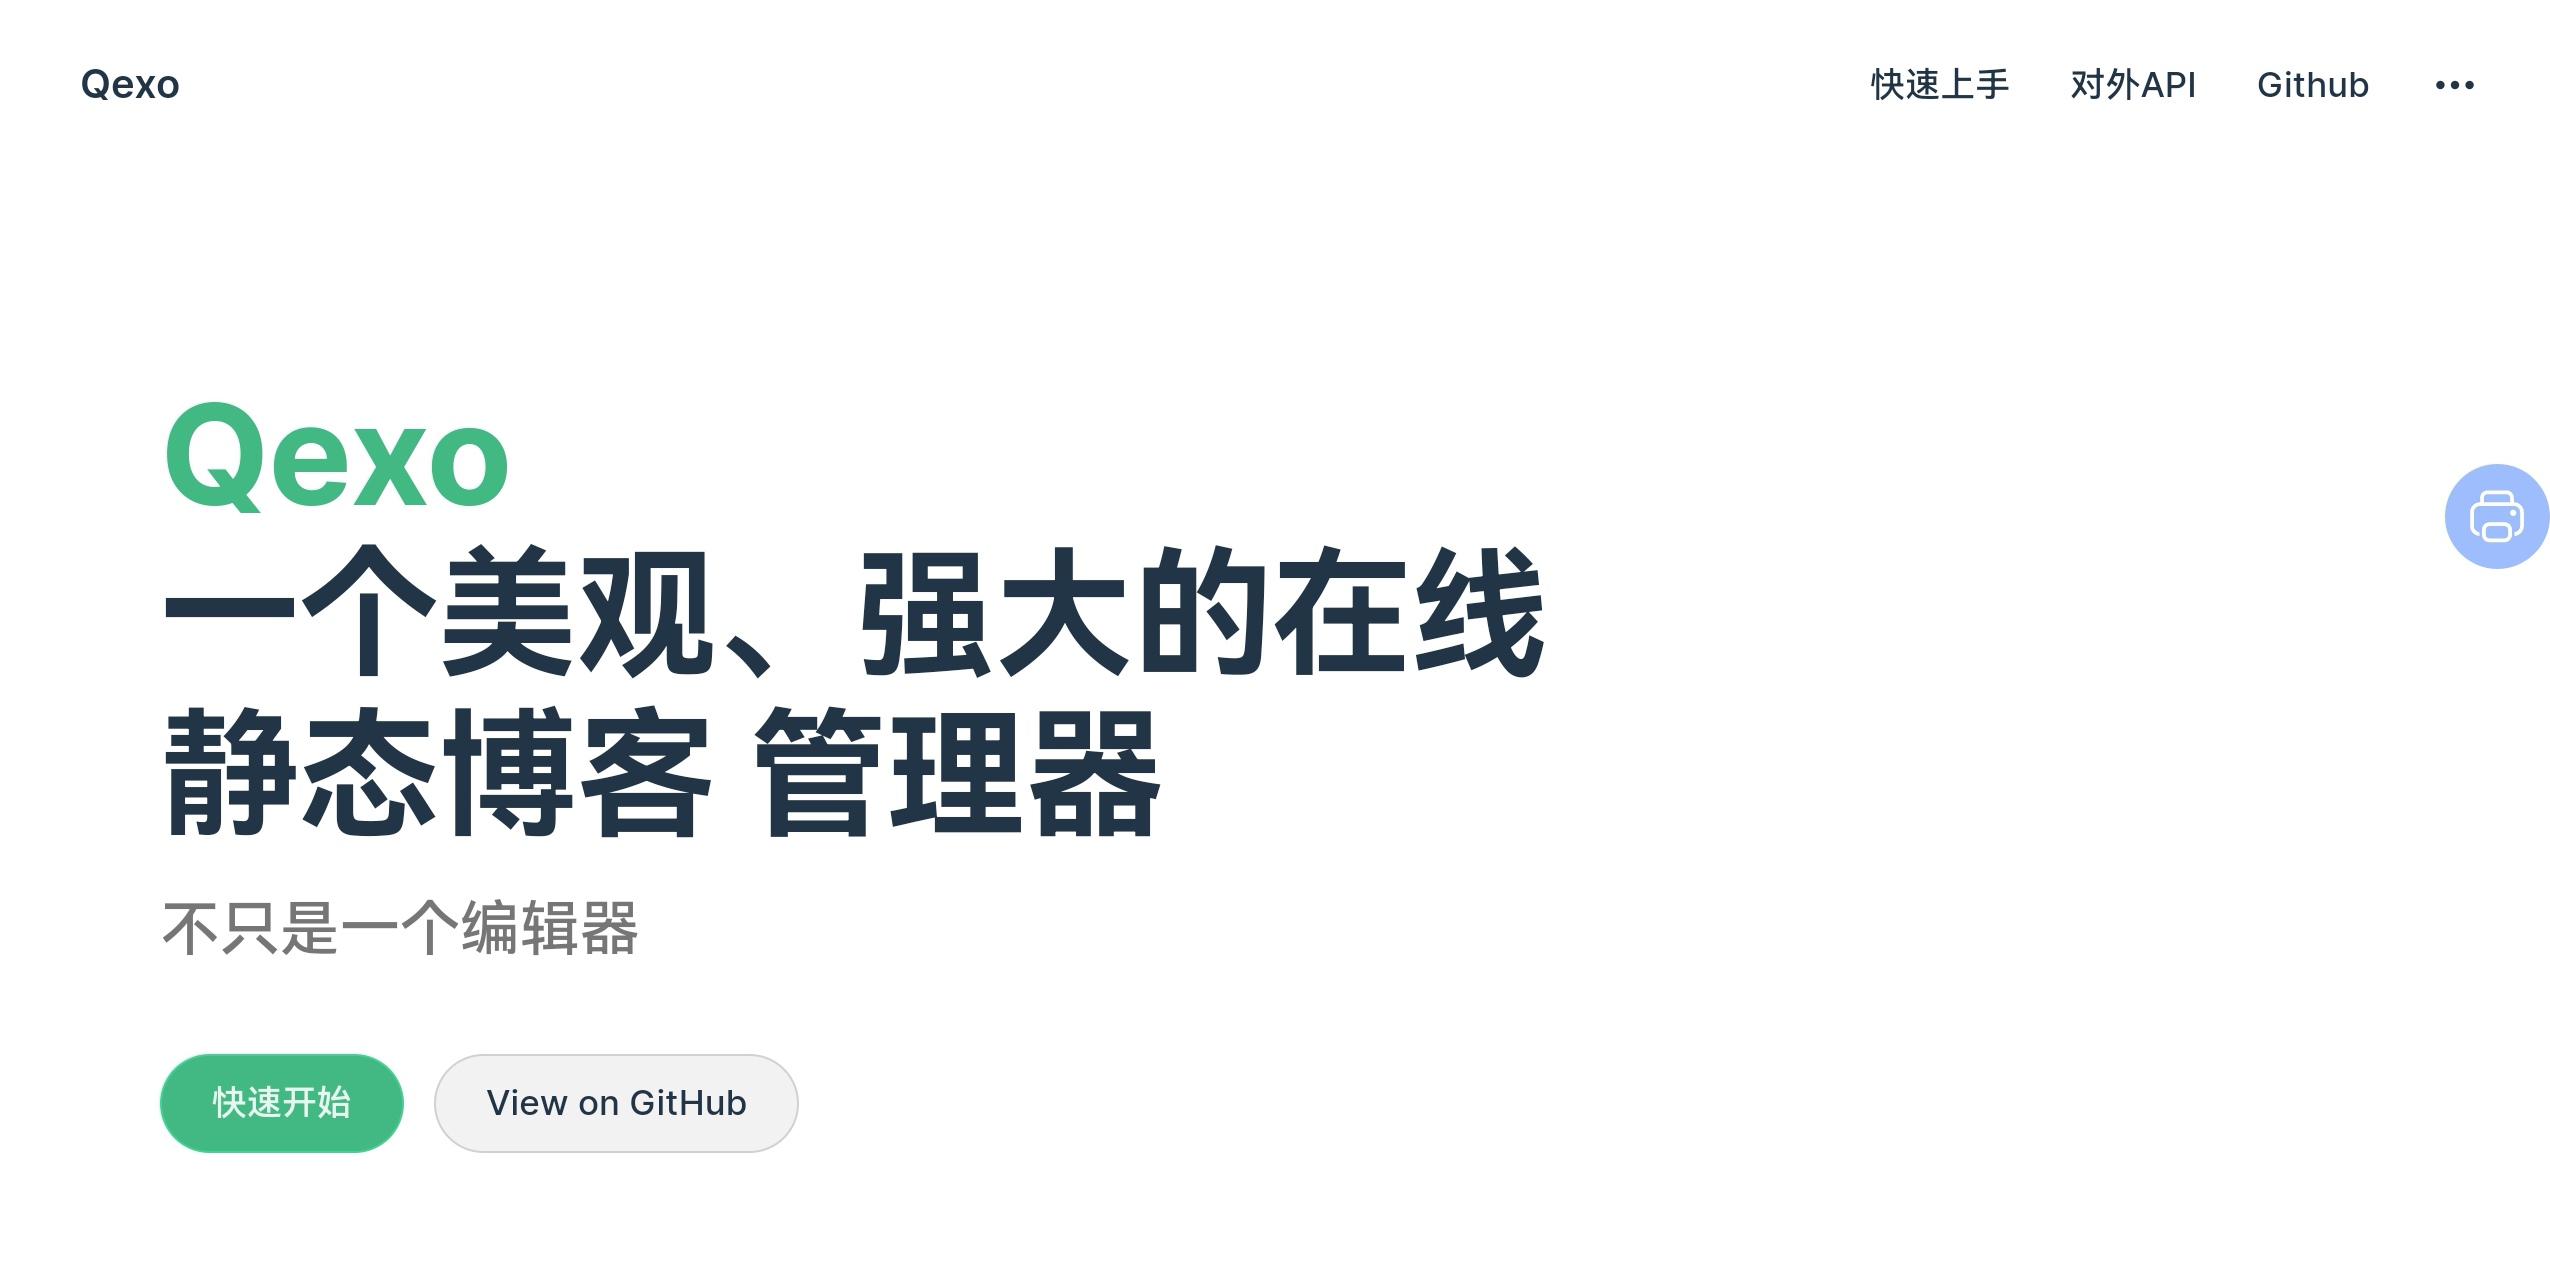 Qexo
快速上手
对外API
Github
Qexo
一个美观、强大的在线
静态博客 管理器
不只是一个编辑器
快速开始
View on GitHub